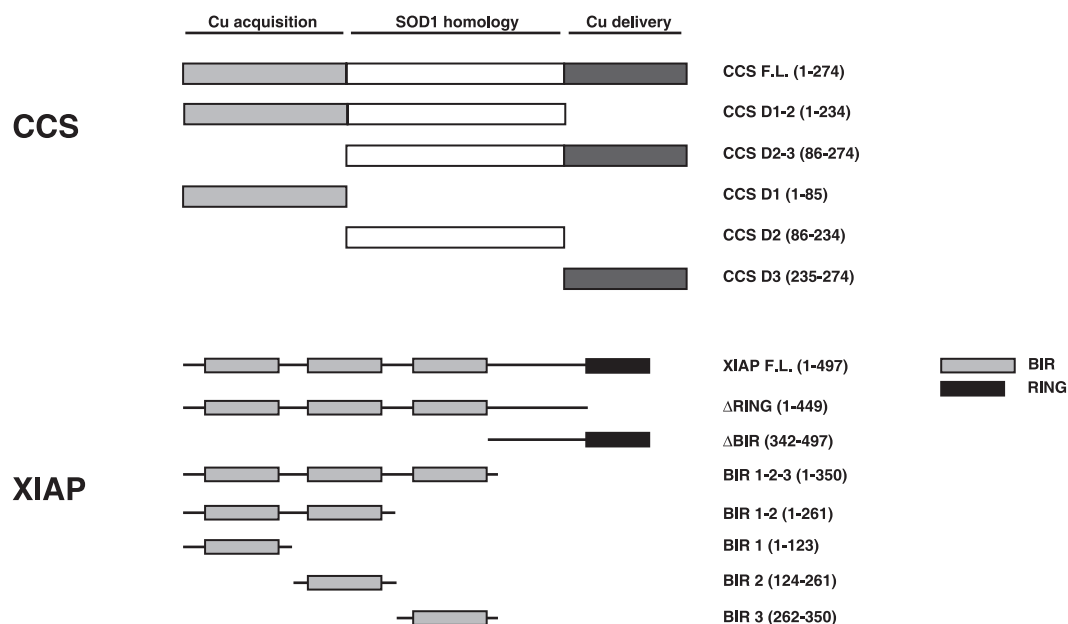 Cu acquisition SOD1 homology Cu delivery
CCS F.L. (1-274)
CCS D1-2 (1-234)
CCS
CCS D2-3 (86-274)
CCS D1 (1-85)
CCS D2 (86-234)
CCS D3 (235-274)
XIAP F.L. (1-497)
BIR
RING
ΔRING (1-449)
ΔBIR (342-497)
BIR 1-2-3 (1-350)
XIAP
BIR 1-2 (1-261)
BIR 1 (1-123)
BIR 2 (124-261)
BIR 3 (262-350)